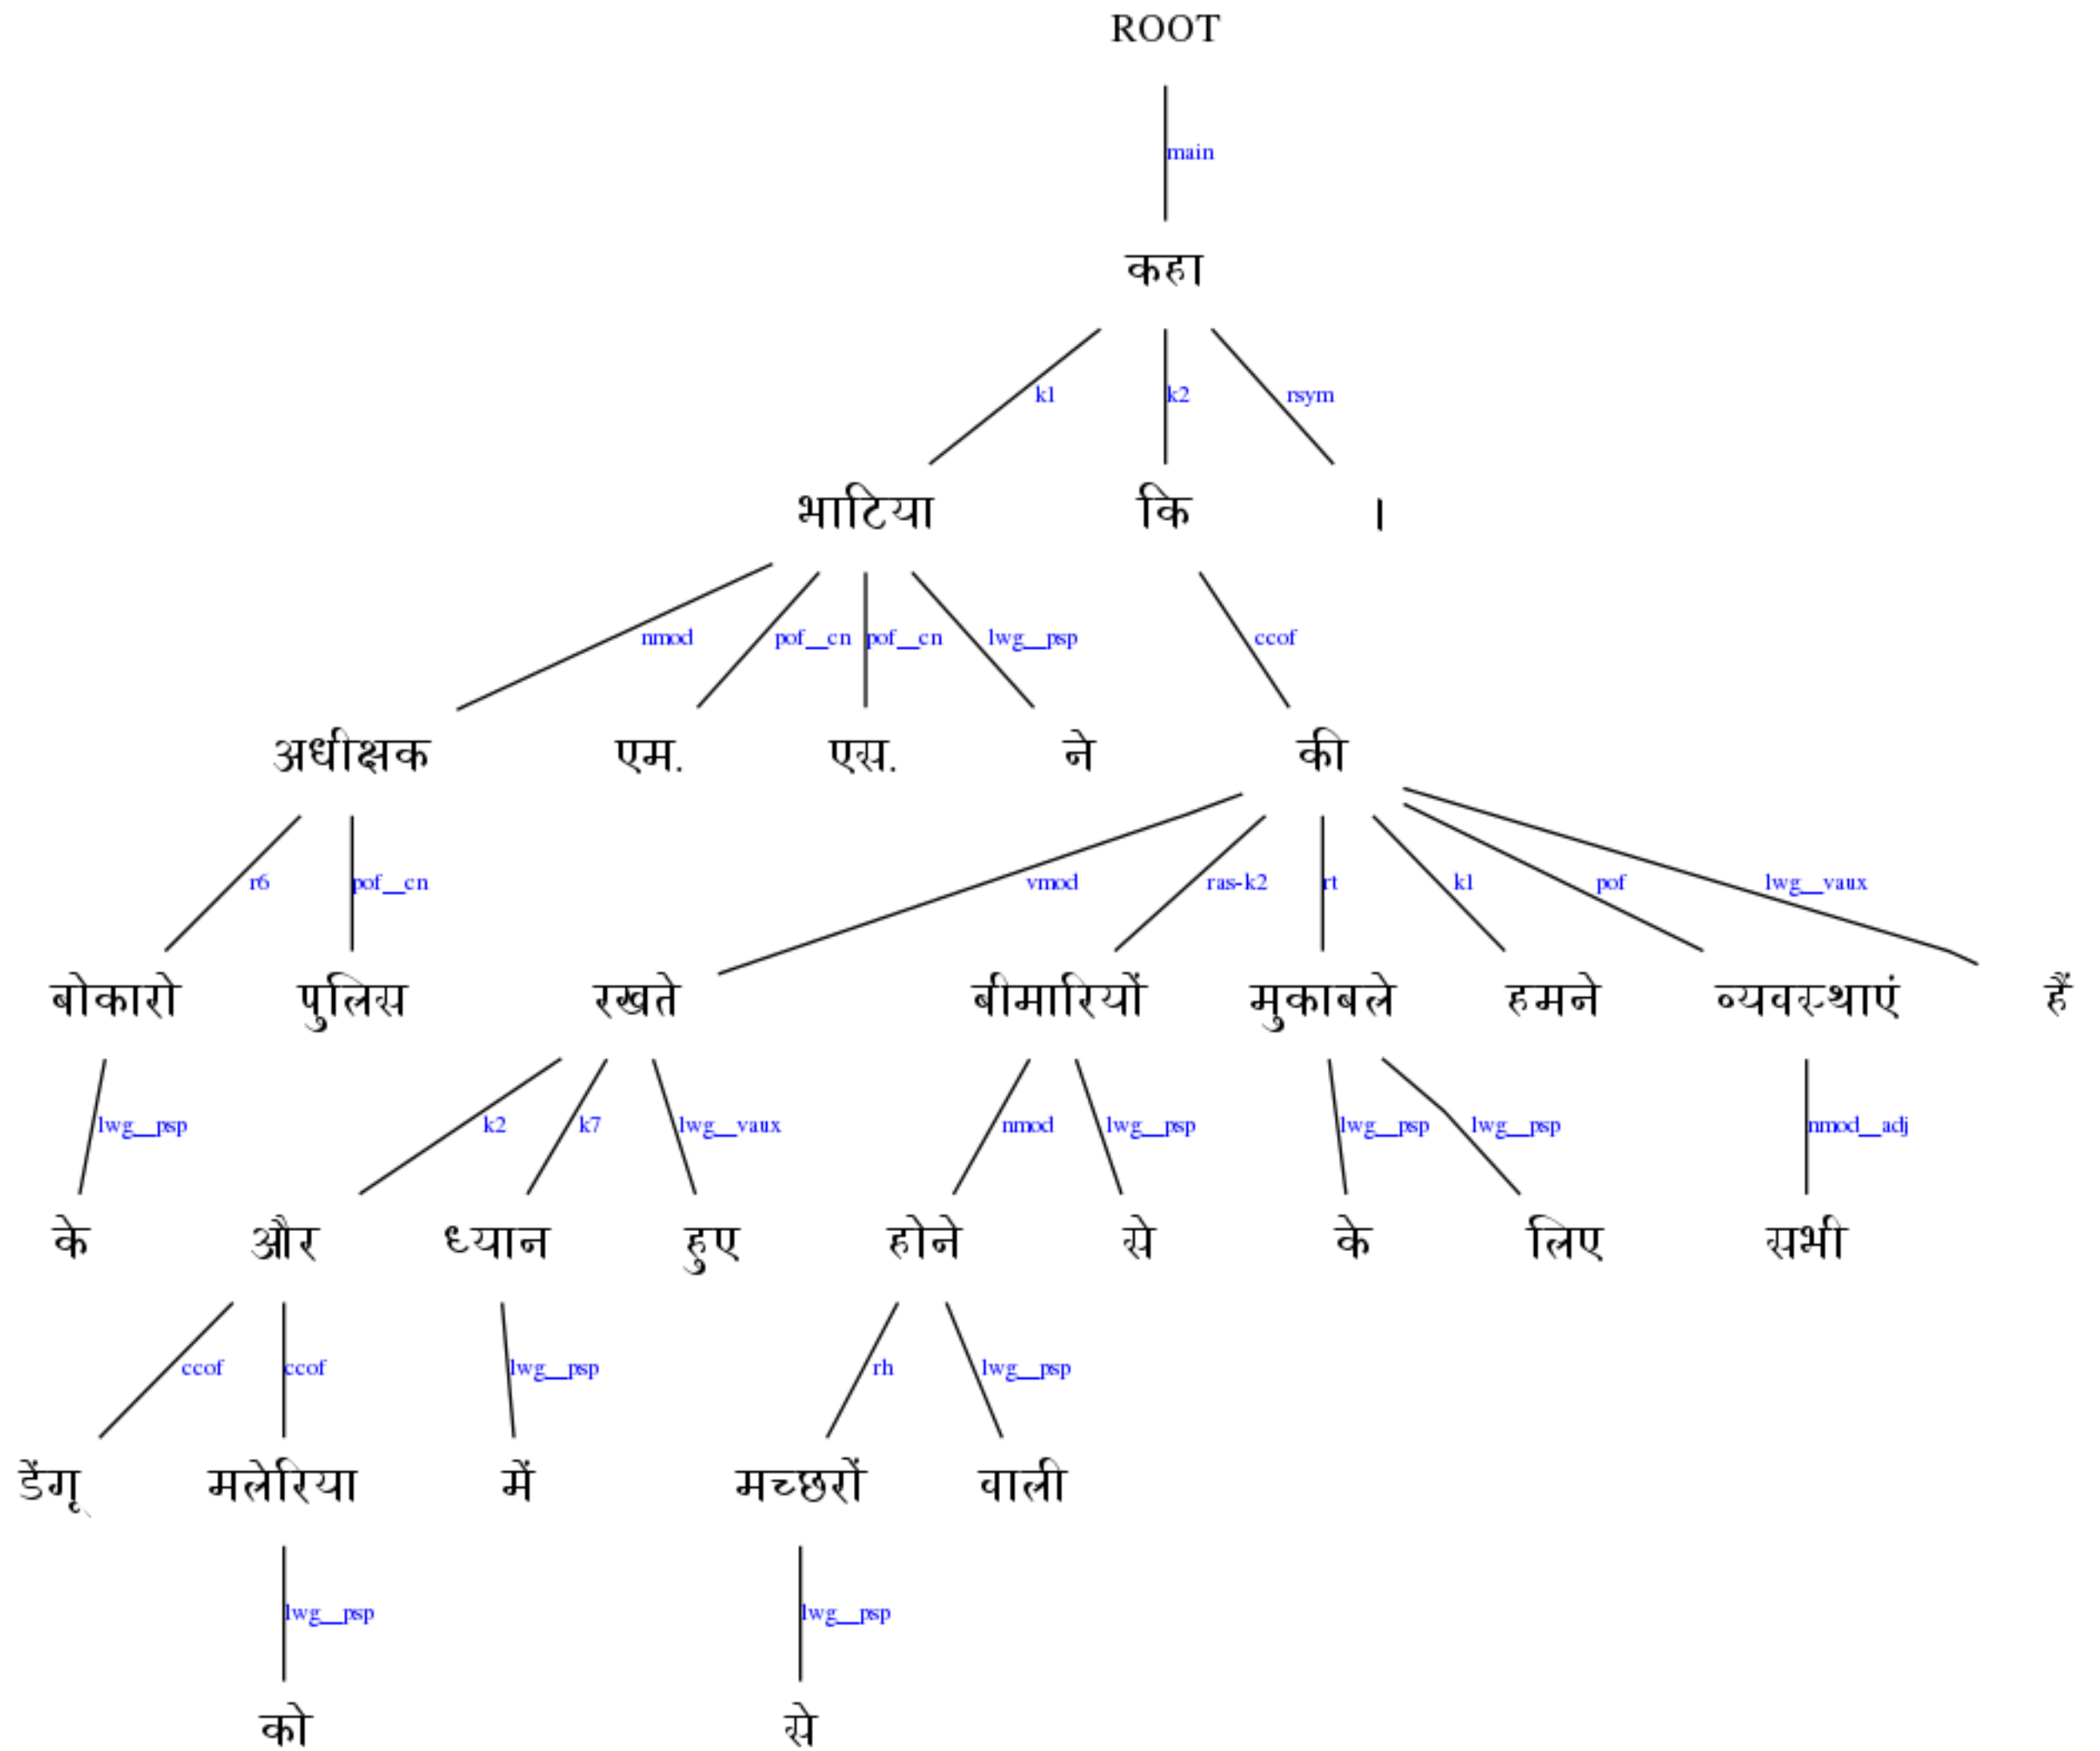 ROOT
main
कहा
k1 k2 rsym
भाटिया कि ।
nmod pof__cn pof__cn lwg__psp ccof
अधीक्षक एम. एस. ने की
r6 pof__cn vmod ras-k2 rt k1 pof lwg__vaux
बोकारो पुलिस रखते बीमारियों मुकाबले हमने व्यवस्थाएं हैं
lwg__psp k2 k7 lwg__vaux nmod lwg__psp lwg__psp lwg__psp nmod__adj
के और ध्यान हुए होने से के लिए सभी
ccof ccof lwg__psp rh lwg__psp
डेंगू मलेरिया में मच्छरों वाली
lwg__psp lwg__psp
को से